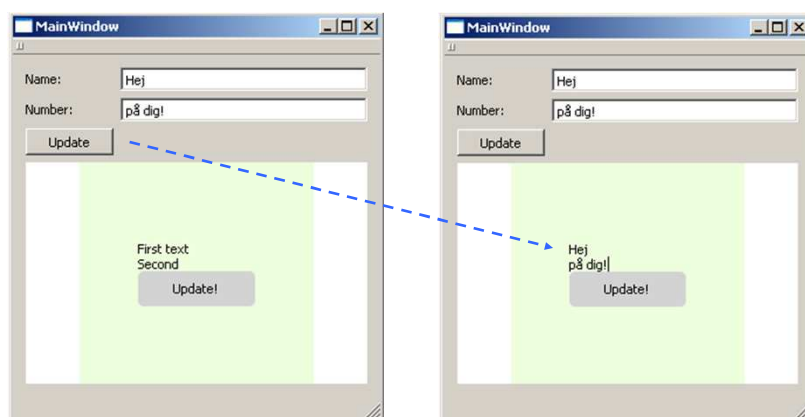 MainWindow
Name: Hej
Number: på dig!
Update
First text
Second
Update!
MainWindow
Name: Hej
Number: på dig!
Update
Hej
på dig!
Update!